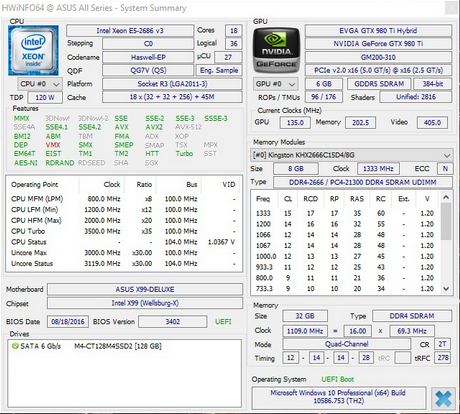 HWiNFO64 @ ASUS All Series - System Summary
CPU
GPU
intel
XEON
inside
Intel Xeon E5-2686 v3
Cores 18
Stepping C0
Logical 36
Codename Haswell-EP
µCU 27
QDF QG7V (QS)
Eng. Sample
CPU #0
Platform Socket R3 (LGA2011-3)
TDP 120 W
Cache 18 x (32 + 32 + 256) + 45M
Features
MMX 3DNow! 3DNow!-2 SSE SSE-2 SSE-3 SSSE-3
SSE4A SSE4.1 SSE4.2 AVX AVX2 AVX-512
BMI2 ABM TBM FMA ADX XOP
DEP VMX SMX SMEP SMAP TSX MPX
EM64T EIST TM1 TM2 HTT Turbo SST
AES-NI RDRAND RDSEED SHA SGX
Operating Point Clock Ratio Bus VID
CPU MFM (LPM) 800.0 MHz x8 100.0 MHz
CPU LFM (Min) 1200.0 MHz x12 100.0 MHz
CPU HFM (Max) 2000.0 MHz x20 100.0 MHz
CPU Turbo 3500.0 MHz x35 100.0 MHz
CPU Status - - 100.0 MHz 1.0367 V
Uncore Max 3000.0 MHz x30.00 100.0 MHz
Uncore Status 3119.0 MHz x30.00 100.0 MHz
Motherboard ASUS X99-DELUXE
Chipset Intel X99 (Wellsburg-X)
BIOS Date 08/18/2016 BIOS Version 3402 UEFI
Drives
SATA 6 Gb/s M4-CT128M4SSD2 [128 GB]
NVIDIA
GEFORCE
EVGA GTX 980 Ti Hybrid
NVIDIA GeForce GTX 980 Ti
GM200-310
PCIe v2.0 x16 (5.0 GT/s) @ x16 (2.5 GT/s)
GPU #0
6 GB GDDR5 SDRAM 384-bit
ROPs / TMUs 96 / 176 Shaders Unified: 2816
Current Clocks (MHz)
GPU 135.0 Memory 202.5 Video 405.0
Memory Modules
[#0] Kingston KHX2666C15D4/8G
Size 8 GB Clock 1333 MHz ECC N
Type DDR4-2666 / PC4-21300 DDR4 SDRAM UDIMM
Freq CL RCD RP RAS RC Ext. V
1333 15 17 17 35 60 - 1.20
1200 14 16 16 32 55 - 1.20
1066 12 14 14 28 48 - 1.20
1067 12 14 14 28 48 - 1.20
1000.0 12 13 13 27 45 - 1.20
933.3 11 12 12 25 42 - 1.20
800.0 9 11 11 21 36 - 1.20
733.3 9 10 10 20 34 - 1.20
Memory
Size 32 GB Type DDR4 SDRAM
Clock 1109.0 MHz = 16.00 x 69.3 MHz
Mode Quad-Channel CR 2T
Timing 12 - 14 - 14 - 28 tRC tRFC 278
Operating System UEFI Boot
Microsoft Windows 10 Professional (x64) Build
10586.753 (TH2)